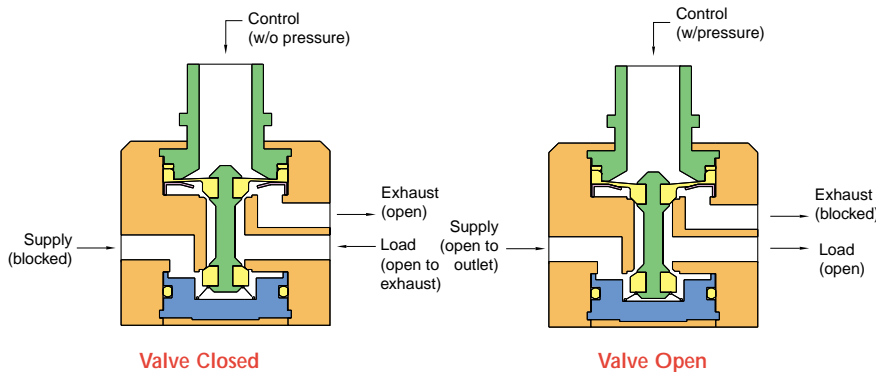 Control
(w/o pressure)
Exhaust
(open)
Supply
(blocked)
Load
(open to
exhaust)
Valve Closed
Control
(w/pressure)
Exhaust
(blocked)
Supply
(open to
outlet)
Load
(open)
Valve Open